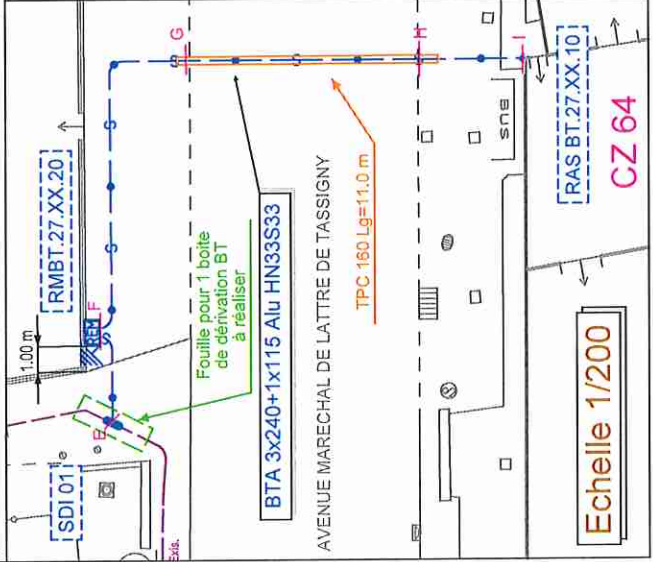 SDI 01
1.00 m
RMBT.27.XX.20
REM
F
S
S
G
S
S
B
Exis.
Fouille pour 1 boite
de dérivation BT
à réaliser
BTA 3x240+1x115 Alu HN33S33
AVENUE MARECHAL DE LATTRE DE TASSIGNY
TPC 160 Lg=11.0 m
H
I
BUS
RAS BT.27.XX.10
CZ 64
Echelle 1/200